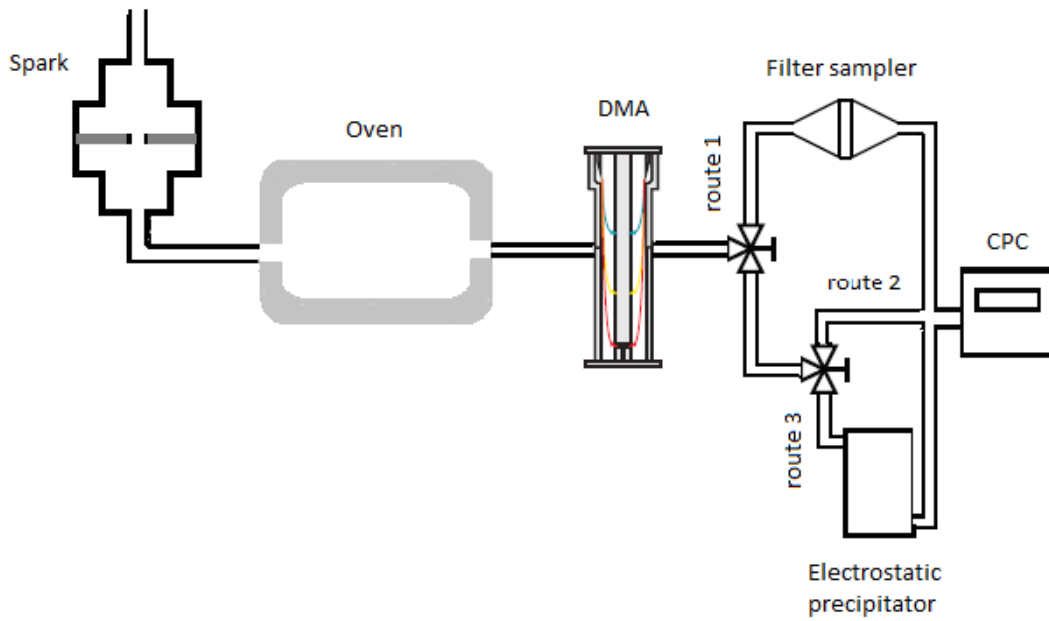 Spark
Oven
DMA
Filter sampler
route 1
route 2
CPC
route 3
Electrostatic
precipitator